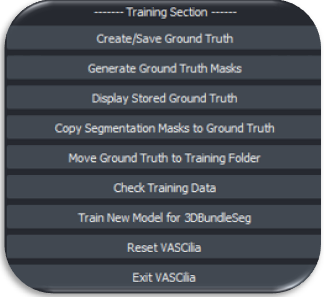 ------- Training Section ------
Create/Save Ground Truth
Generate Ground Truth Masks
Display Stored Ground Truth
Copy Segmentation Masks to Ground Truth
Move Ground Truth to Training Folder
Check Training Data
Train New Model for 3DBundleSeg
Reset VASCilia
Exit VASCilia